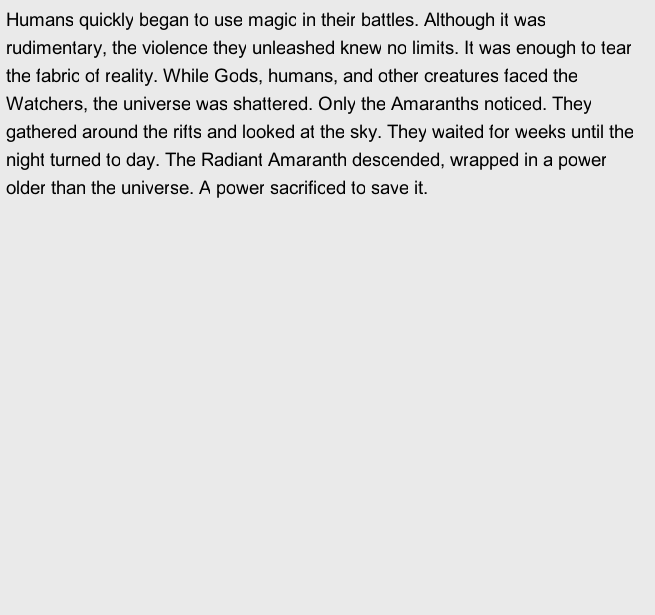 Humans quickly began to use magic in their battles. Although it was
rudimentary, the violence they unleashed knew no limits. It was enough to tear
the fabric of reality. While Gods, humans, and other creatures faced the
Watchers, the universe was shattered. Only the Amaranths noticed. They
gathered around the rifts and looked at the sky. They waited for weeks until the
night turned to day. The Radiant Amaranth descended, wrapped in a power
older than the universe. A power sacrificed to save it.